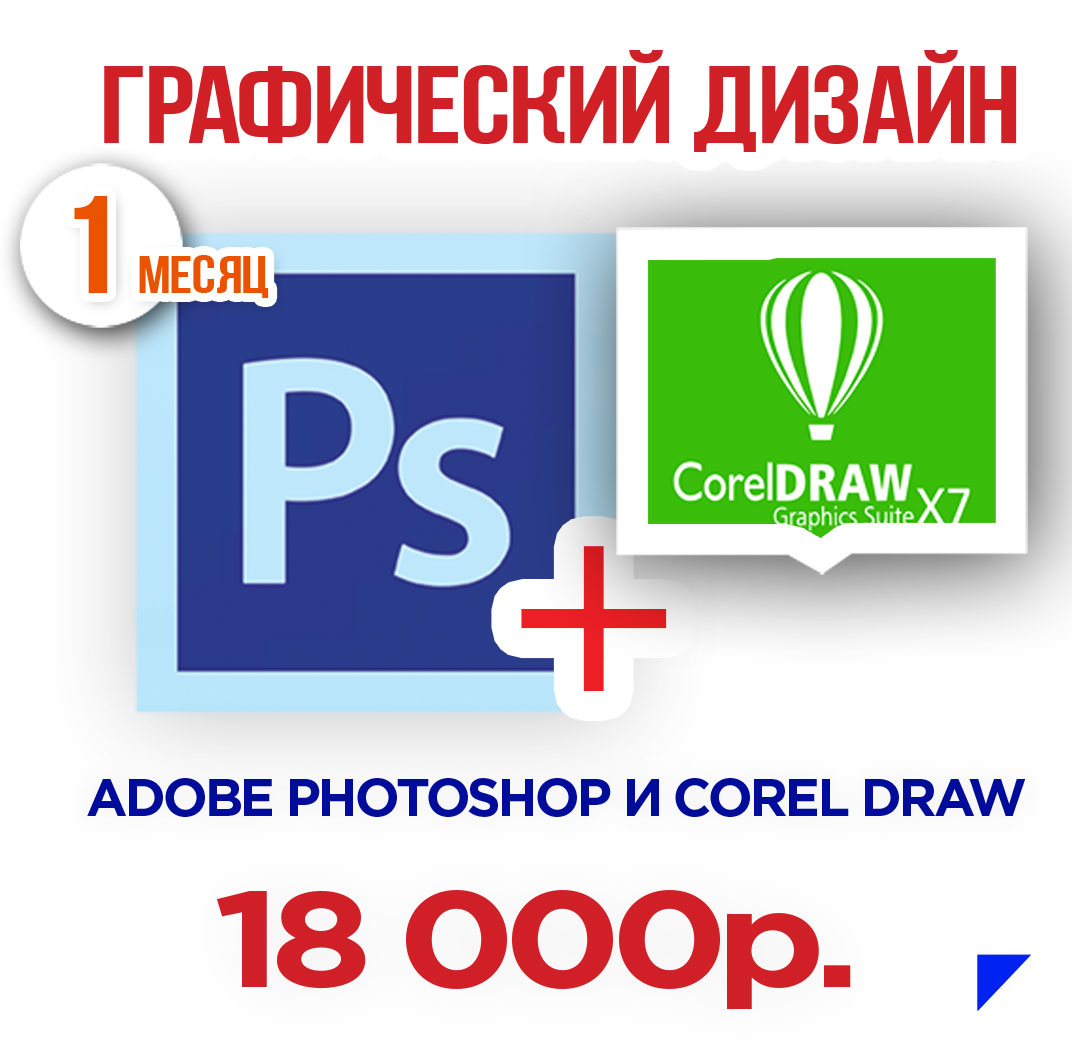 ГРАФИЧЕСКИЙ ДИЗАЙН
1 МЕСЯЦ
Ps
CorelDRAW
Graphics Suite X7
+
ADOBE PHOTOSHOP И COREL DRAW
18 000р.